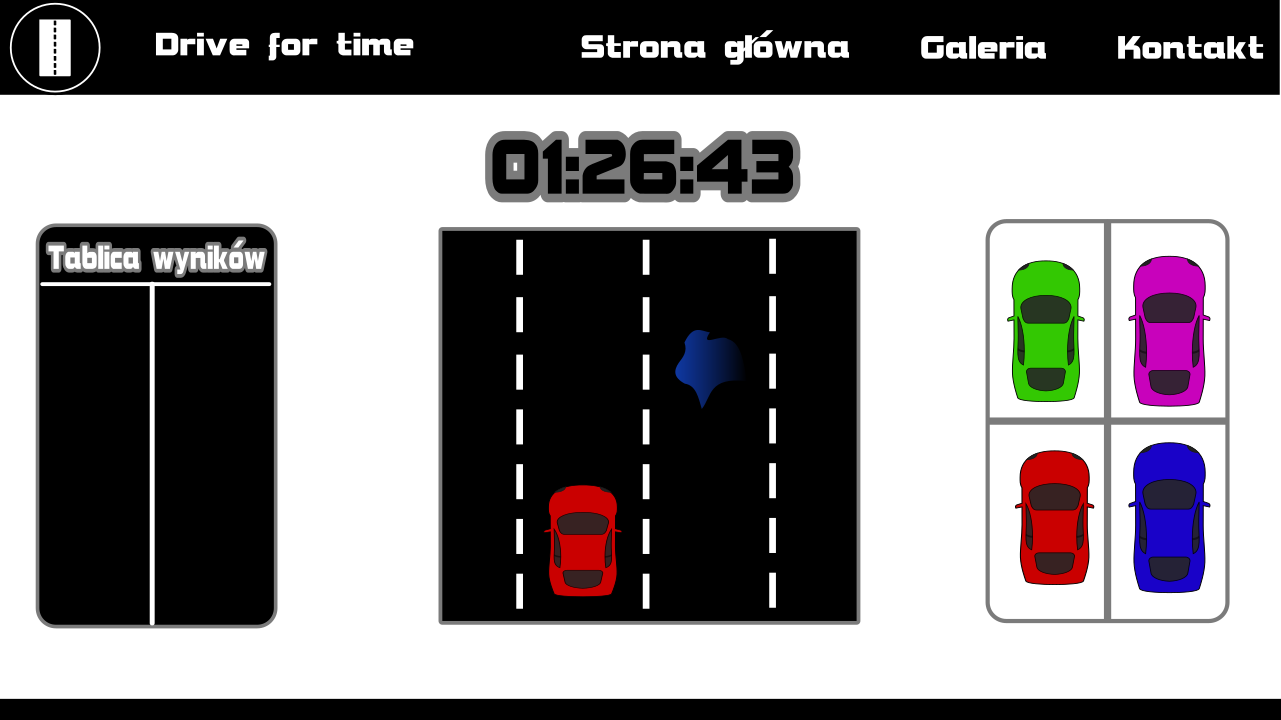 Drive for time
Strona główna
Galeria
Kontakt
01:26:43
Tablica wyników